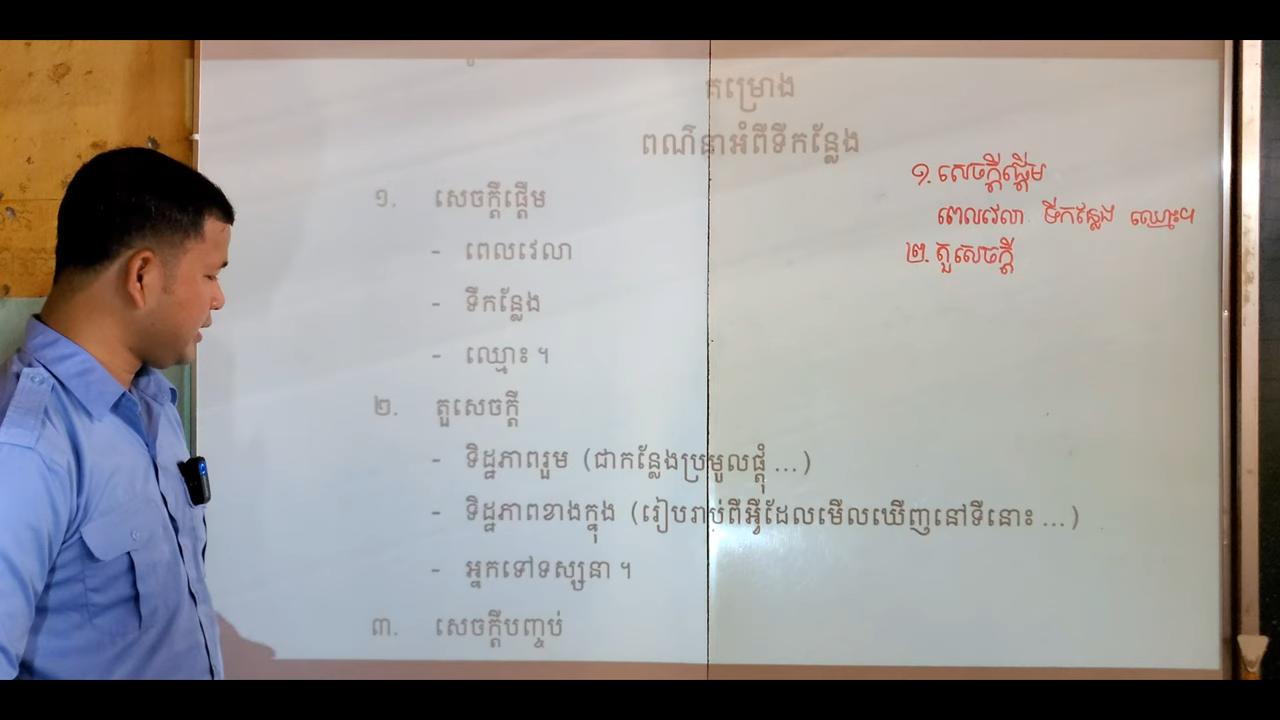 គម្រោង
ពណ៌នាអំពីទីកន្លែង
១. សេចក្តីផ្តើម
- ពេលវេលា
- ទីកន្លែង
- ឈ្មោះ ។
២. តួសេចក្តី
- ទិដ្ឋភាពរួម (ជាកន្លែងប្រមូលផ្តុំ ...)
- ទិដ្ឋភាពខាងក្នុង (រៀបរាប់ពីអ្វីដែលមើលឃើញនៅទីនោះ ...)
- អ្នកទៅទស្សនា ។
៣. សេចក្តីបញ្ចប់
១. សេចក្តីផ្តើម
ពេលវេលា ទីកន្លែង ឈ្មោះ។
២. តួសេចក្តី